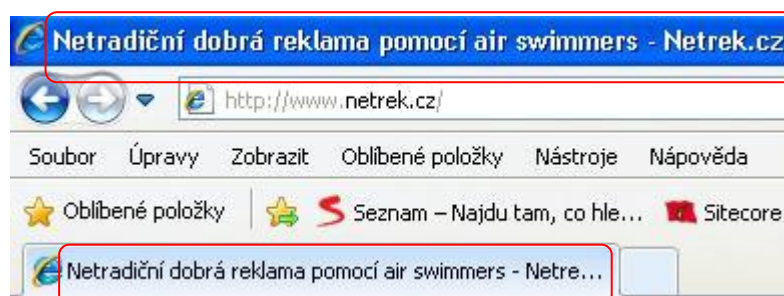 Netradiční dobrá reklama pomocí air swimmers - Netrek.cz
http://www.netrek.cz/
Soubor Úpravy Zobrazit Oblíbené položky Nástroje Nápověda
Oblíbené položky Seznam – Najdu tam, co hle... Sitecore
Netradiční dobrá reklama pomocí air swimmers - Netre...